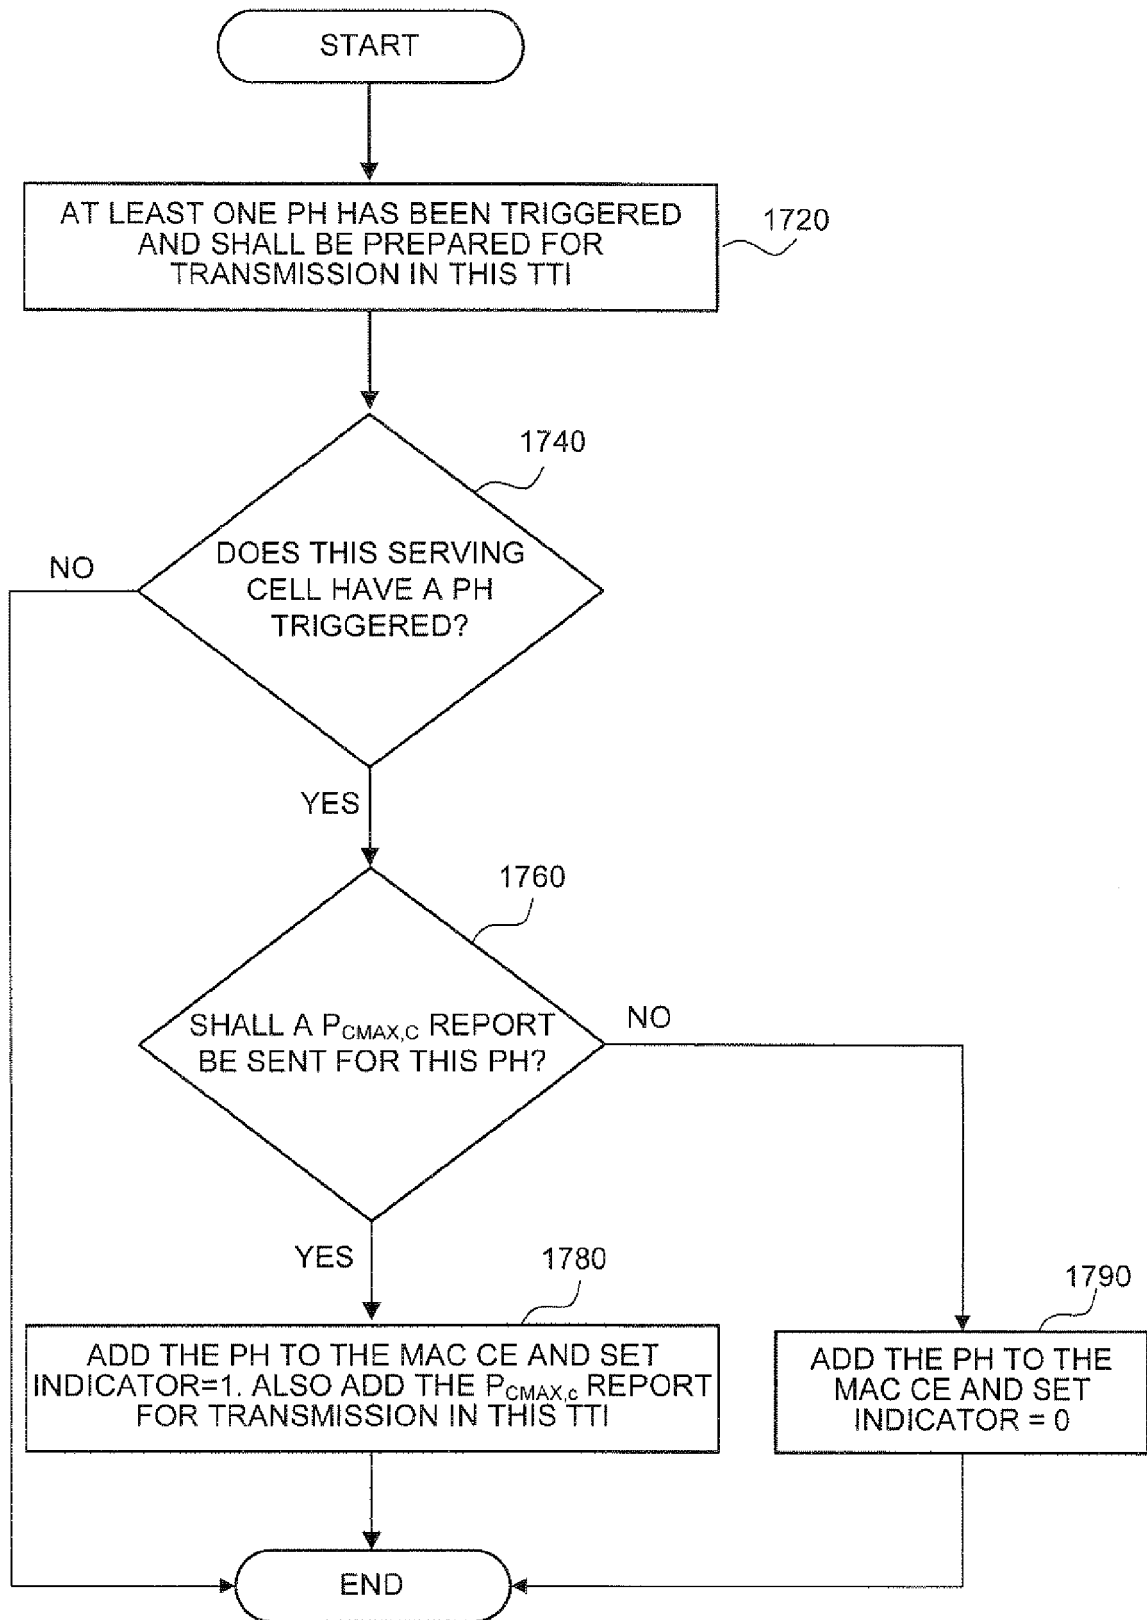 START
AT LEAST ONE PH HAS BEEN TRIGGERED
AND SHALL BE PREPARED FOR
TRANSMISSION IN THIS TTI
1720
1740
DOES THIS SERVING
CELL HAVE A PH
TRIGGERED?
NO
YES
1760
SHALL A PCMAX,C REPORT
BE SENT FOR THIS PH?
NO
YES
1780
ADD THE PH TO THE MAC CE AND SET
INDICATOR=1. ALSO ADD THE PCMAX,c REPORT
FOR TRANSMISSION IN THIS TTI
1790
ADD THE PH TO THE
MAC CE AND SET
INDICATOR = 0
END